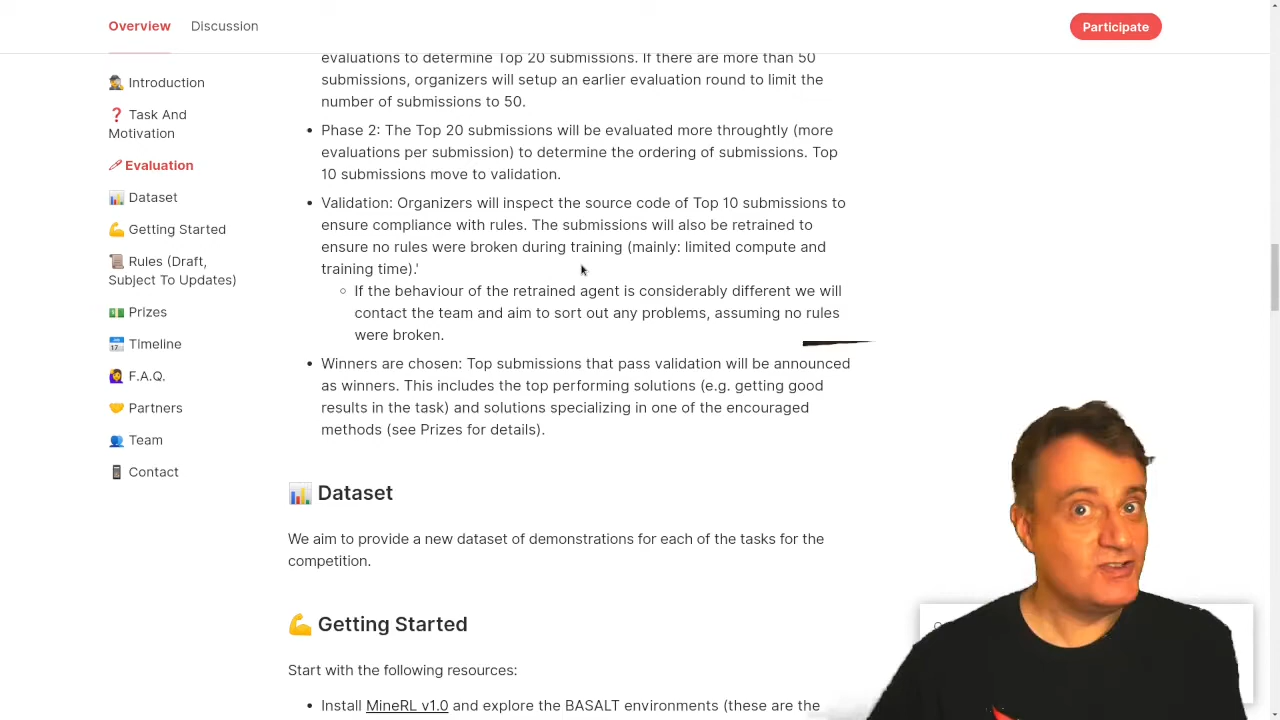 Overview
Discussion
Participate
Introduction
Task And
Motivation
Evaluation
Dataset
Getting Started
Rules (Draft,
Subject To Updates)
Prizes
Timeline
F.A.Q.
Partners
Team
Contact
evaluations to determine Top 20 submissions. If there are more than 50
submissions, organizers will setup an earlier evaluation round to limit the
number of submissions to 50.
• Phase 2: The Top 20 submissions will be evaluated more throughtly (more
evaluations per submission) to determine the ordering of submissions. Top
10 submissions move to validation.
• Validation: Organizers will inspect the source code of Top 10 submissions to
ensure compliance with rules. The submissions will also be retrained to
ensure no rules were broken during training (mainly: limited compute and
training time).'
◦ If the behaviour of the retrained agent is considerably different we will
contact the team and aim to sort out any problems, assuming no rules
were broken.
• Winners are chosen: Top submissions that pass validation will be announced
as winners. This includes the top performing solutions (e.g. getting good
results in the task) and solutions specializing in one of the encouraged
methods (see Prizes for details).
Dataset
We aim to provide a new dataset of demonstrations for each of the tasks for the
competition.
Getting Started
Start with the following resources:
• Install MineRL v1.0 and explore the BASALT environments (these are the